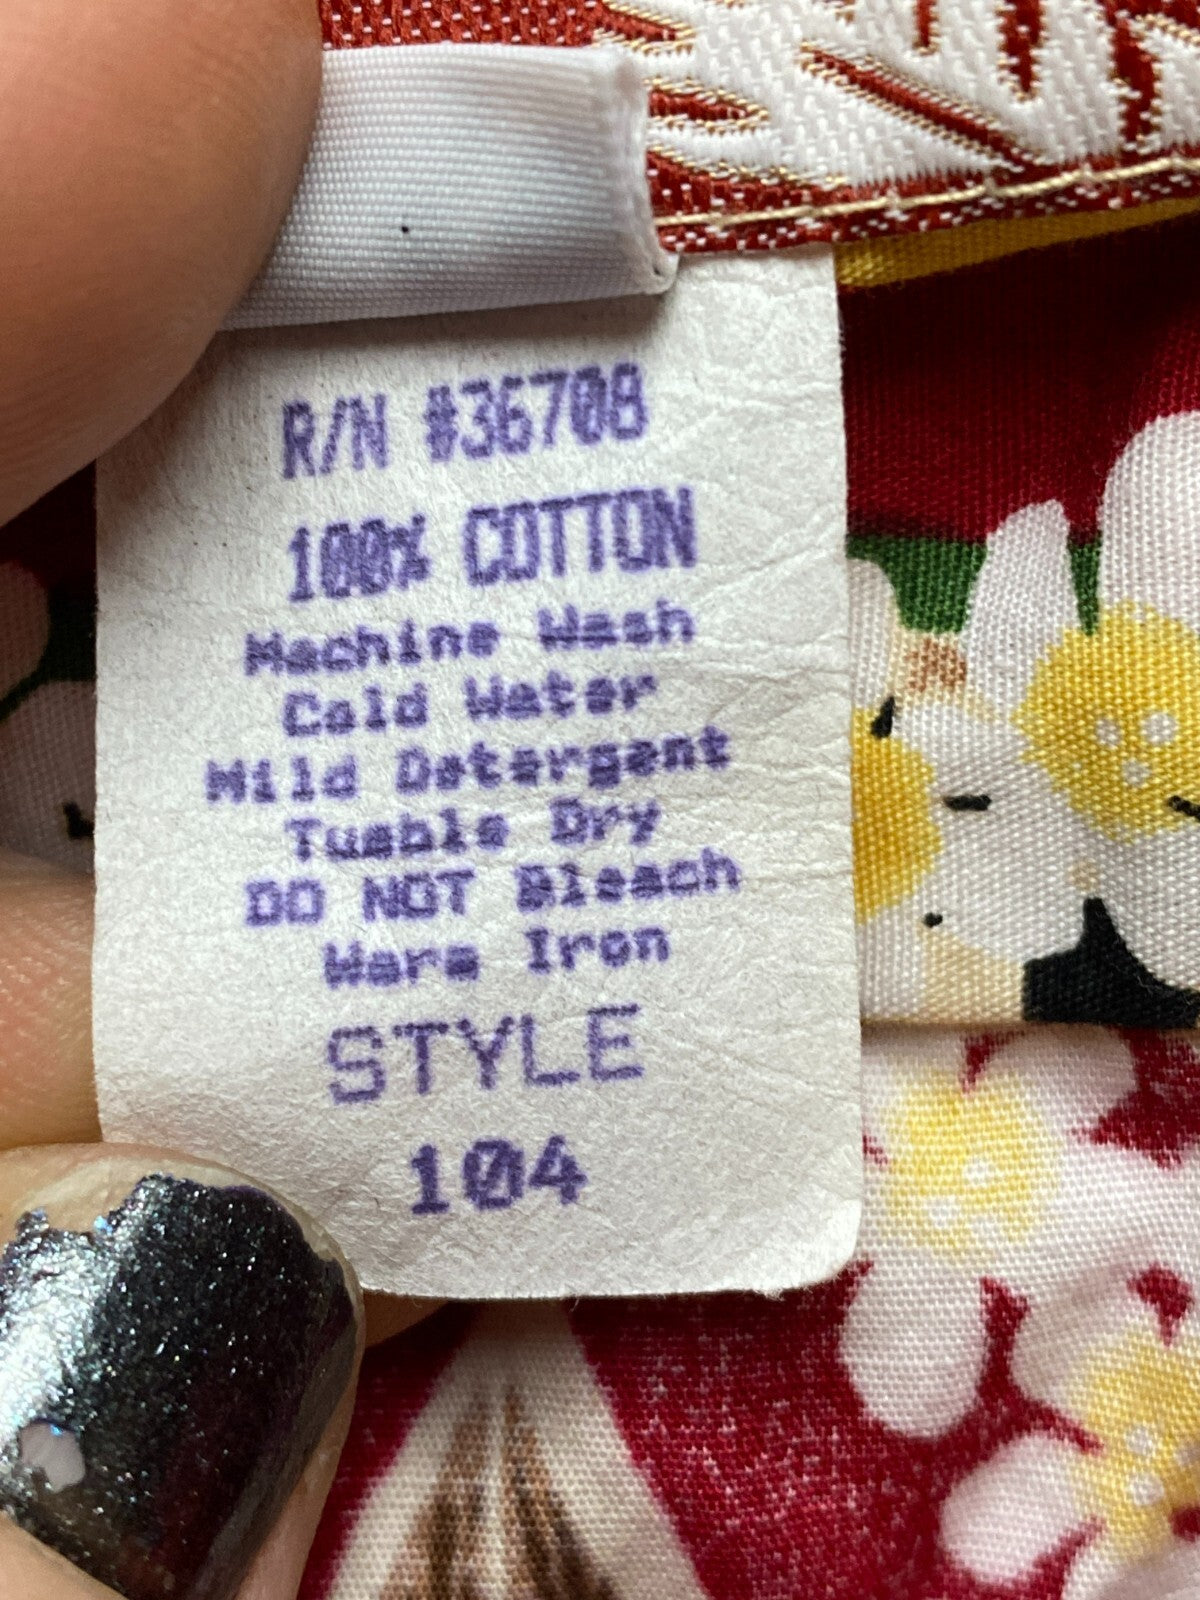 R/N #36708
100% COTTON
Machine Wash
Cold Water
Mild Detergent
Tumble Dry
DO NOT Bleach
Warm Iron
STYLE
104